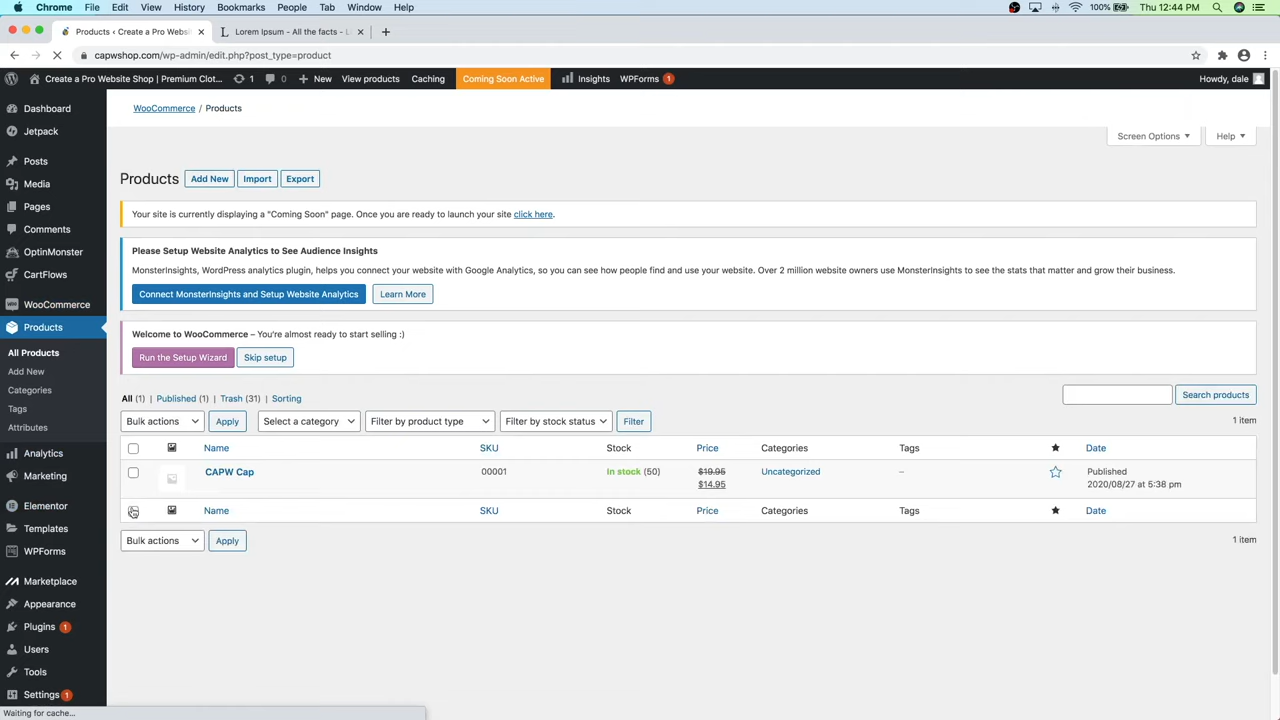 Chrome File Edit View History Bookmarks People Tab Window Help 100% Thu 12:44 PM
Products ‹ Create a Pro Websi Lorem Ipsum - All the facts - Li
capwshop.com/wp-admin/edit.php?post_type=product
Create a Pro Website Shop | Premium Clot... 1 0 + New View products Caching Coming Soon Active Insights WPForms 1 Howdy, dale
Dashboard
Jetpack
Posts
Media
Pages
Comments
OptinMonster
CartFlows
WooCommerce
Products
All Products
Add New
Categories
Tags
Attributes
Analytics
Marketing
Elementor
Templates
WPForms
Marketplace
Appearance
Plugins 1
Users
Tools
Settings 1
WooCommerce / Products
Screen Options Help
Products Add New Import Export
Your site is currently displaying a "Coming Soon" page. Once you are ready to launch your site click here.
Please Setup Website Analytics to See Audience Insights
MonsterInsights, WordPress analytics plugin, helps you connect your website with Google Analytics, so you can see how people find and use your website. Over 2 million website owners use MonsterInsights to see the stats that matter and grow their business.
Connect MonsterInsights and Setup Website Analytics Learn More
Welcome to WooCommerce – You're almost ready to start selling :)
Run the Setup Wizard Skip setup
All (1) | Published (1) | Trash (31) | Sorting Search products
Bulk actions Apply Select a category Filter by product type Filter by stock status Filter 1 item
Name SKU Stock Price Categories Tags Date
CAPW Cap 00001 In stock (50) $19.95 Uncategorized – Published
$14.95 2020/08/27 at 5:38 pm
Name SKU Stock Price Categories Tags Date
Bulk actions Apply 1 item
Waiting for cache...